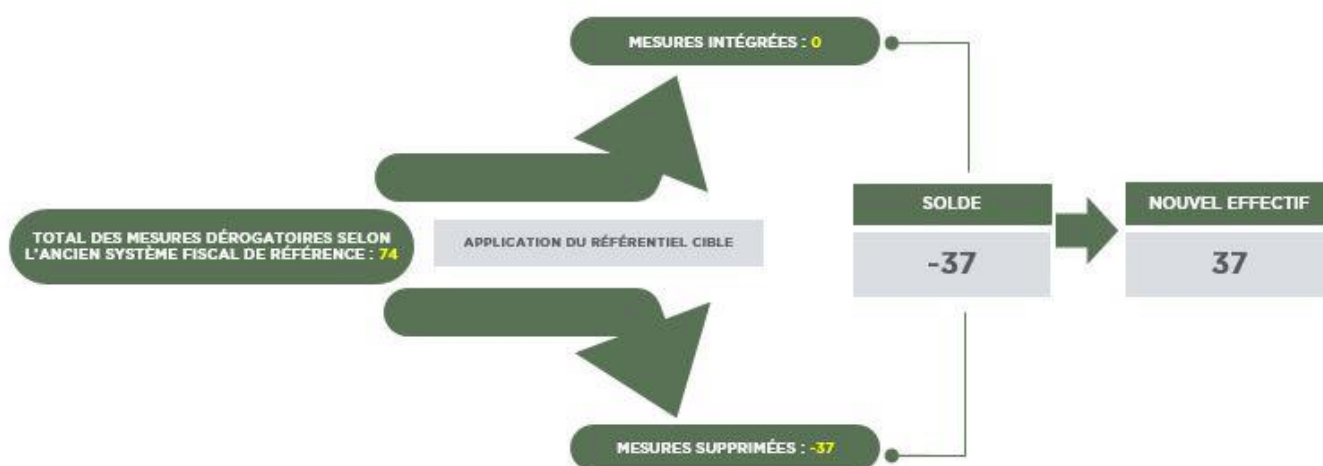 MESURES INTÉGRÉES : 0
TOTAL DES MESURES DÉROGATOIRES SELON
L'ANCIEN SYSTÈME FISCAL DE RÉFÉRENCE : 74
APPLICATION DU RÉFÉRENTIEL CIBLE
SOLDE
-37
NOUVEL EFFECTIF
37
MESURES SUPPRIMÉES : -37